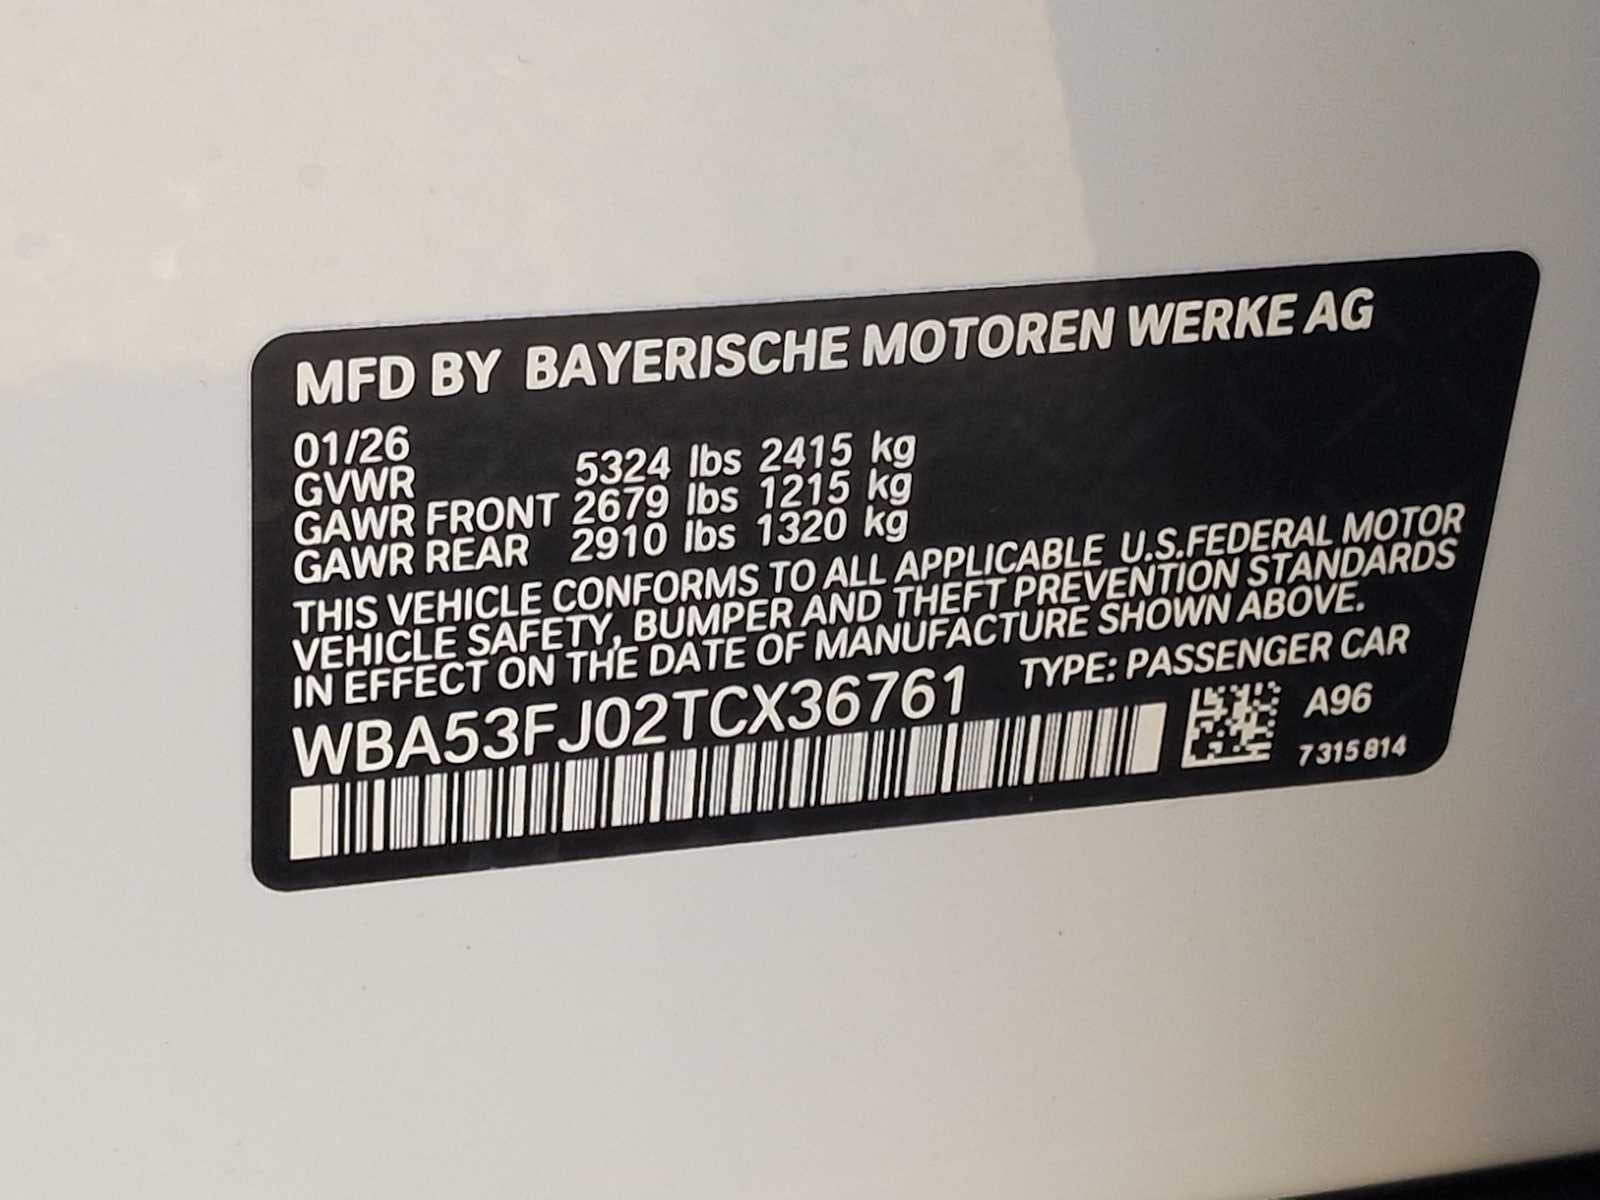 MFD BY BAYERISCHE MOTOREN WERKE AG
01/26
GVWR 5324 lbs 2415 kg
GAWR FRONT 2679 lbs 1215 kg
GAWR REAR 2910 lbs 1320 kg
THIS VEHICLE CONFORMS TO ALL APPLICABLE U.S.FEDERAL MOTOR
VEHICLE SAFETY, BUMPER AND THEFT PREVENTION STANDARDS
IN EFFECT ON THE DATE OF MANUFACTURE SHOWN ABOVE.
WBA53FJ02TCX36761 TYPE: PASSENGER CAR
A96
7 315 814